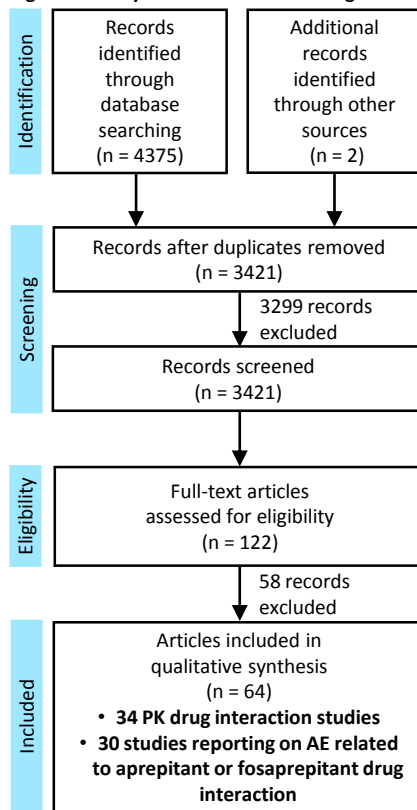 Identification
Records
identified
through
database
searching
(n = 4375)
Additional
records
identified
through other
sources
(n = 2)
Screening
Records after duplicates removed
(n = 3421)
3299 records
excluded
Records screened
(n = 3421)
Eligibility
Full-text articles
assessed for eligibility
(n = 122)
58 records
excluded
Included
Articles included in
qualitative synthesis
(n = 64)
• 34 PK drug interaction studies
• 30 studies reporting on AE related
to aprepitant or fosaprepitant drug
interaction